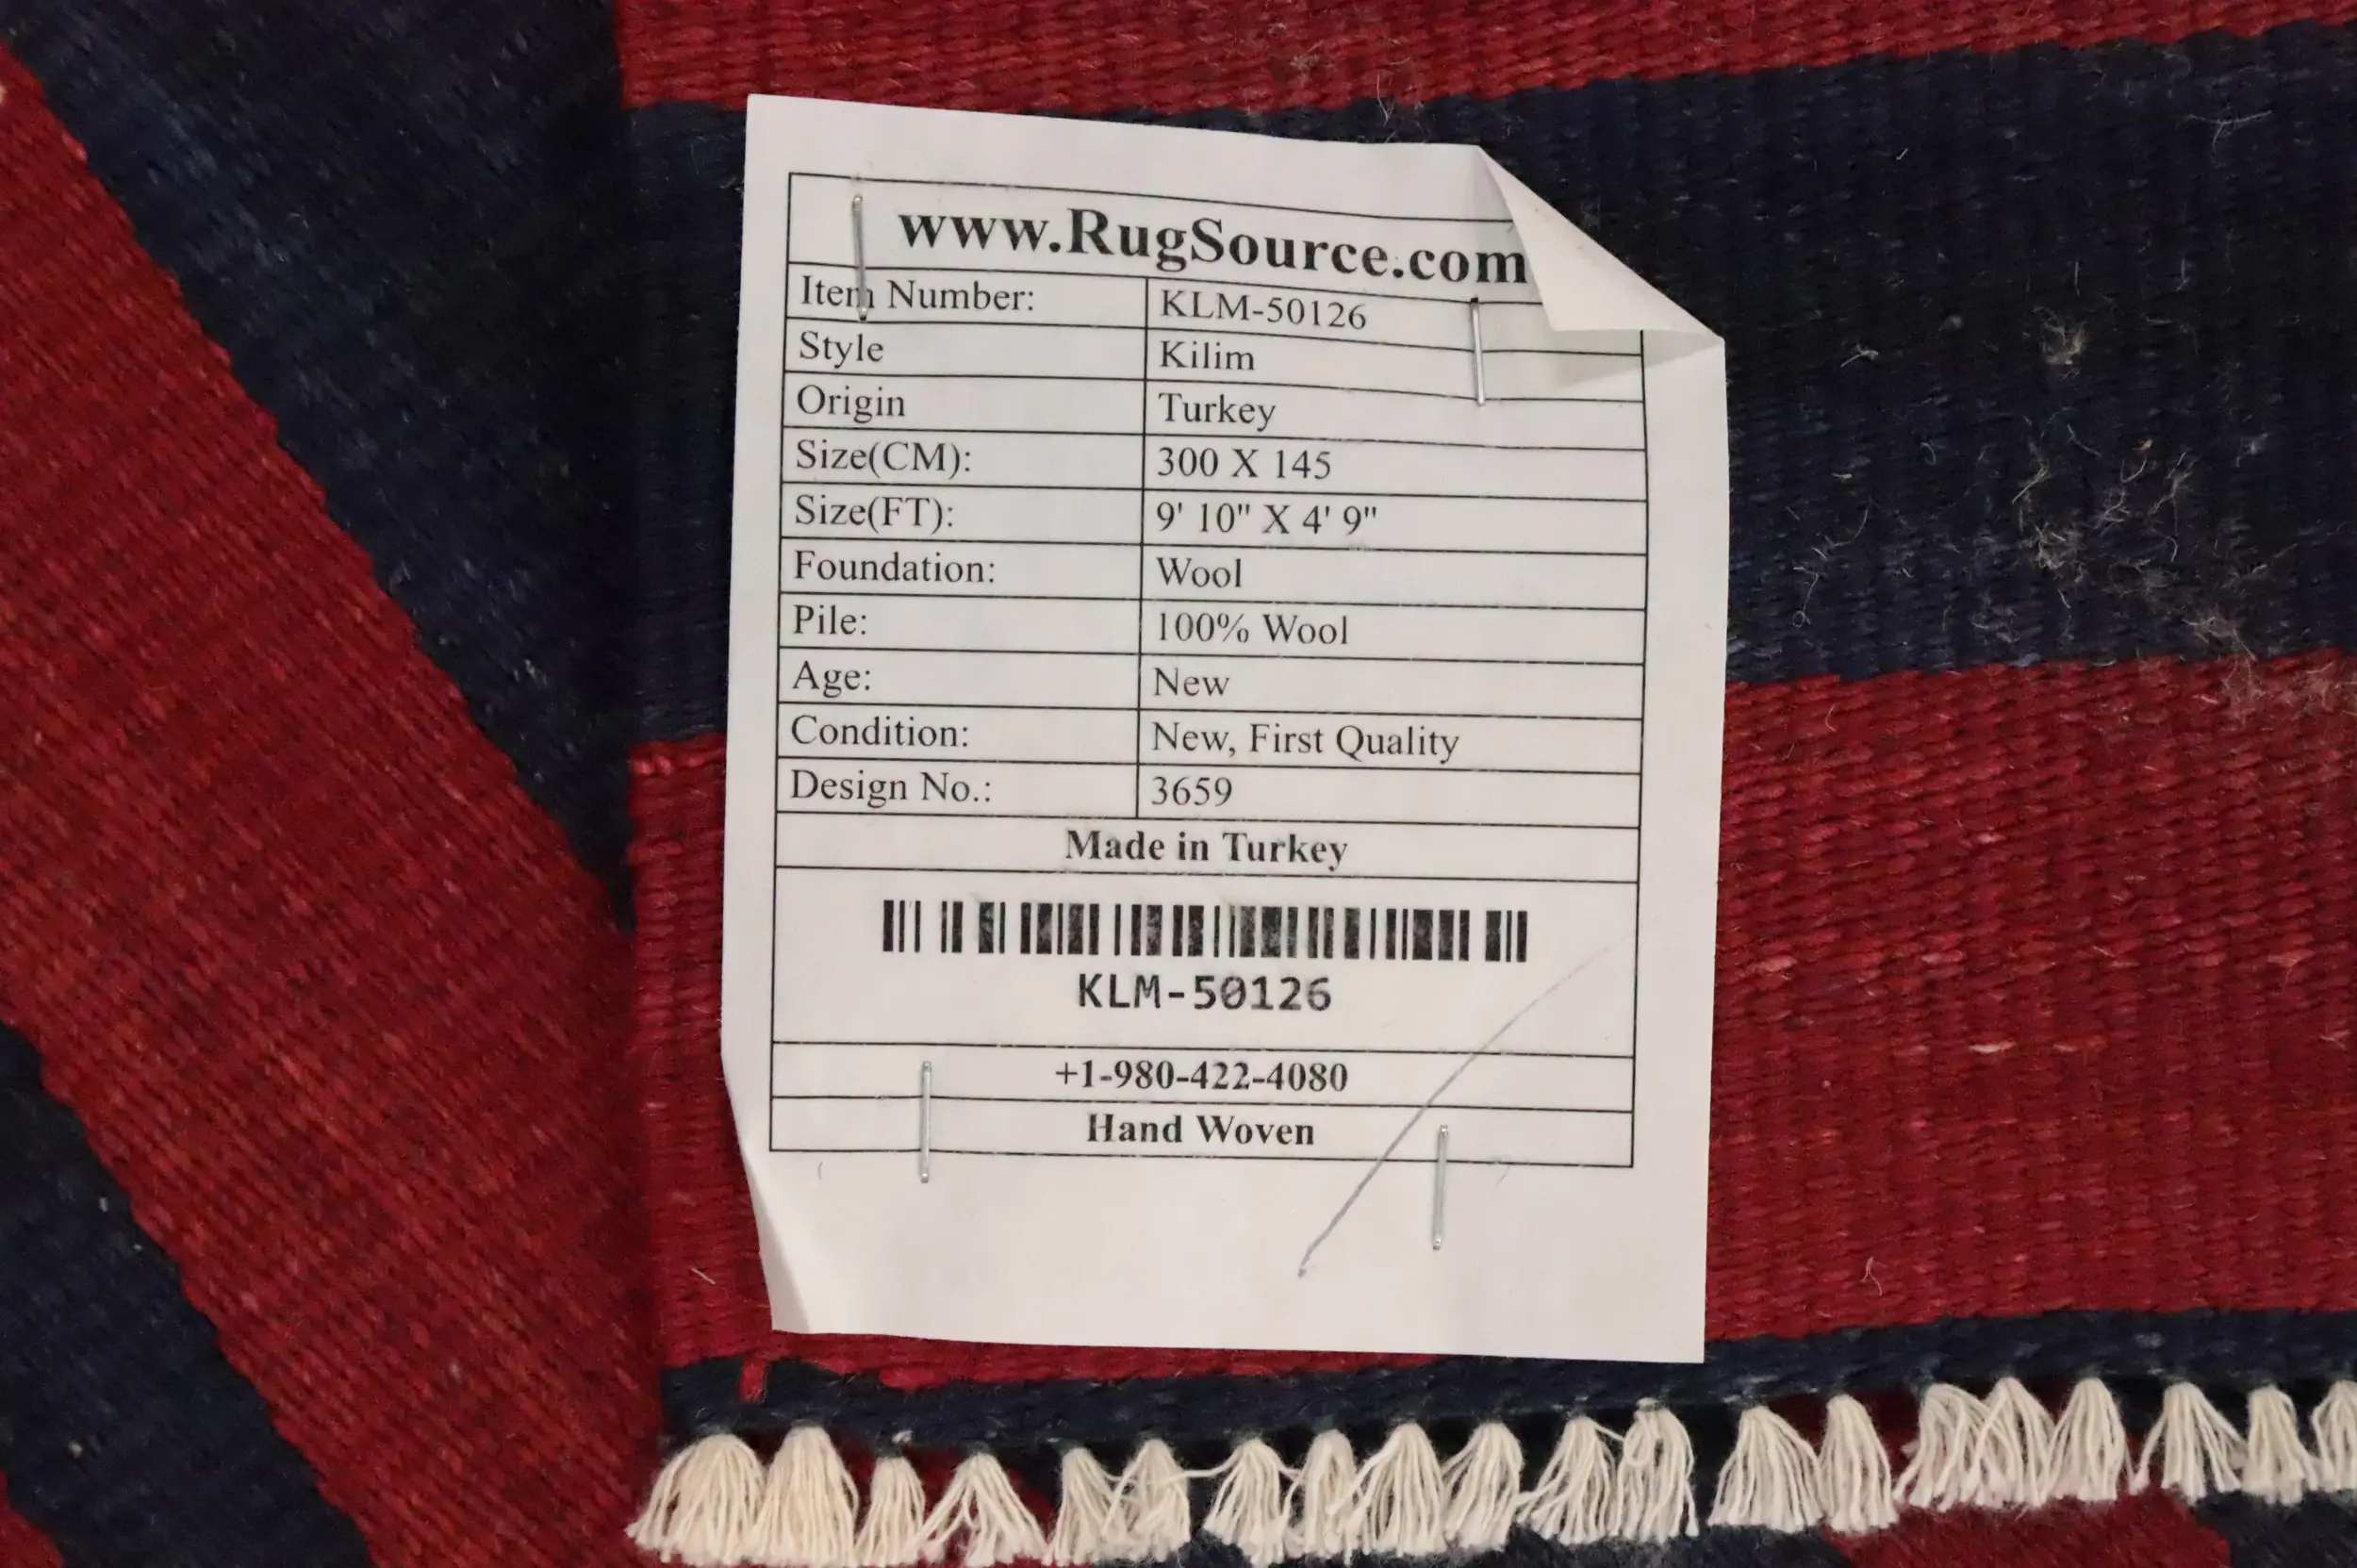 www.RugSource.com
Item Number: KLM-50126
Style Kilim
Origin Turkey
Size(CM): 300 X 145
Size(FT): 9' 10" X 4' 9"
Foundation: Wool
Pile: 100% Wool
Age: New
Condition: New, First Quality
Design No.: 3659
Made in Turkey
KLM-50126
+1-980-422-4080
Hand Woven